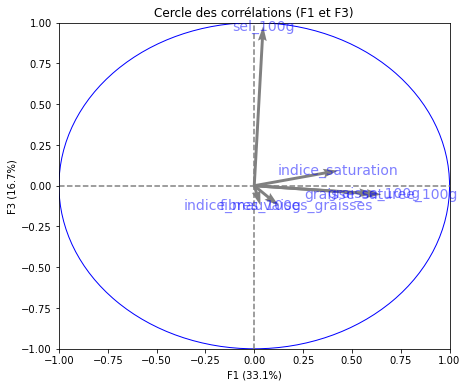 Cercle des corrélations (F1 et F3)
sel_100g
indice_saturation
graisse_saturee_100g
indice_mauvaises_graisses
fibres_100g
1.00
0.75
0.50
0.25
0.00
−0.25
−0.50
−0.75
−1.00
F3 (16.7%)
−1.00 −0.75 −0.50 −0.25 0.00 0.25 0.50 0.75 1.00
F1 (33.1%)